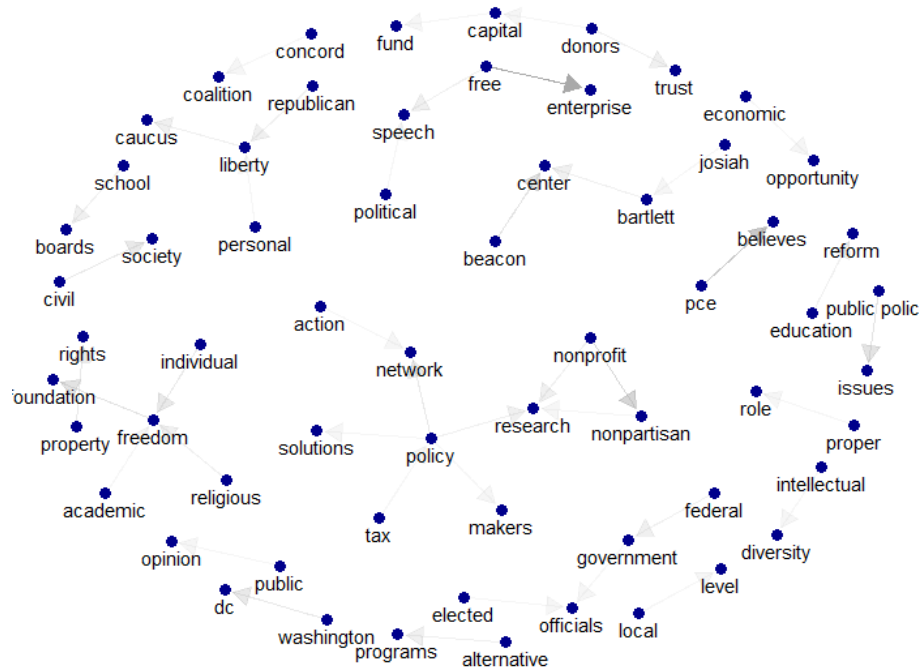 capital
fund
donors
concord
free
trust
coalition
republican
enterprise
economic
speech
caucus
liberty
josiah
school
center
opportunity
political
bartlett
boards
personal
society
beacon
believes
reform
civil
pce
public polic
action
education
rights
individual
network
nonprofit
issues
oundation
role
property
freedom
solutions
policy
research
nonpartisan
proper
academic
religious
intellectual
tax
makers
federal
opinion
government
diversity
public
dc
level
elected
officials
local
washington
programs
alternative